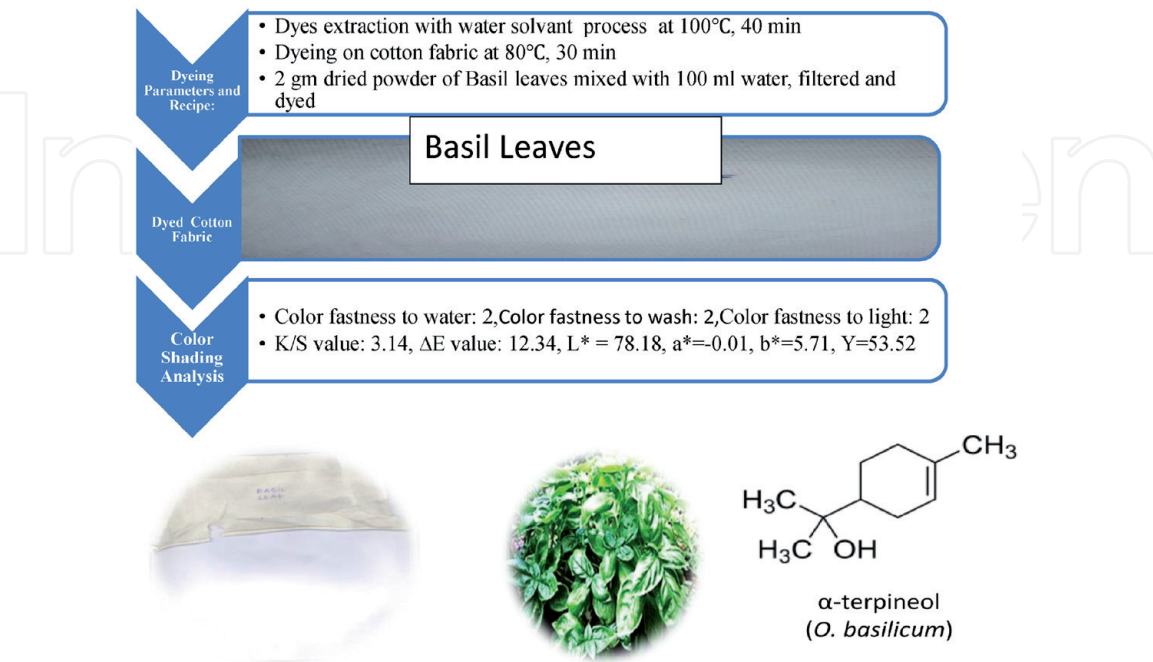 Dyeing
Parameters and
Recipe:
• Dyes extraction with water solvant process at 100℃, 40 min
• Dyeing on cotton fabric at 80℃, 30 min
• 2 gm dried powder of Basil leaves mixed with 100 ml water, filtered and
dyed
Basil Leaves
Dyed Cotton
Fabric
Color
Shading
Analysis
• Color fastness to water: 2,Color fastness to wash: 2,Color fastness to light: 2
• K/S value: 3.14, ΔE value: 12.34, L* = 78.18, a*=-0.01, b*=5.71, Y=53.52
BASIL
LEAF
CH3
H3C
H3C OH
α-terpineol
(O. basilicum)